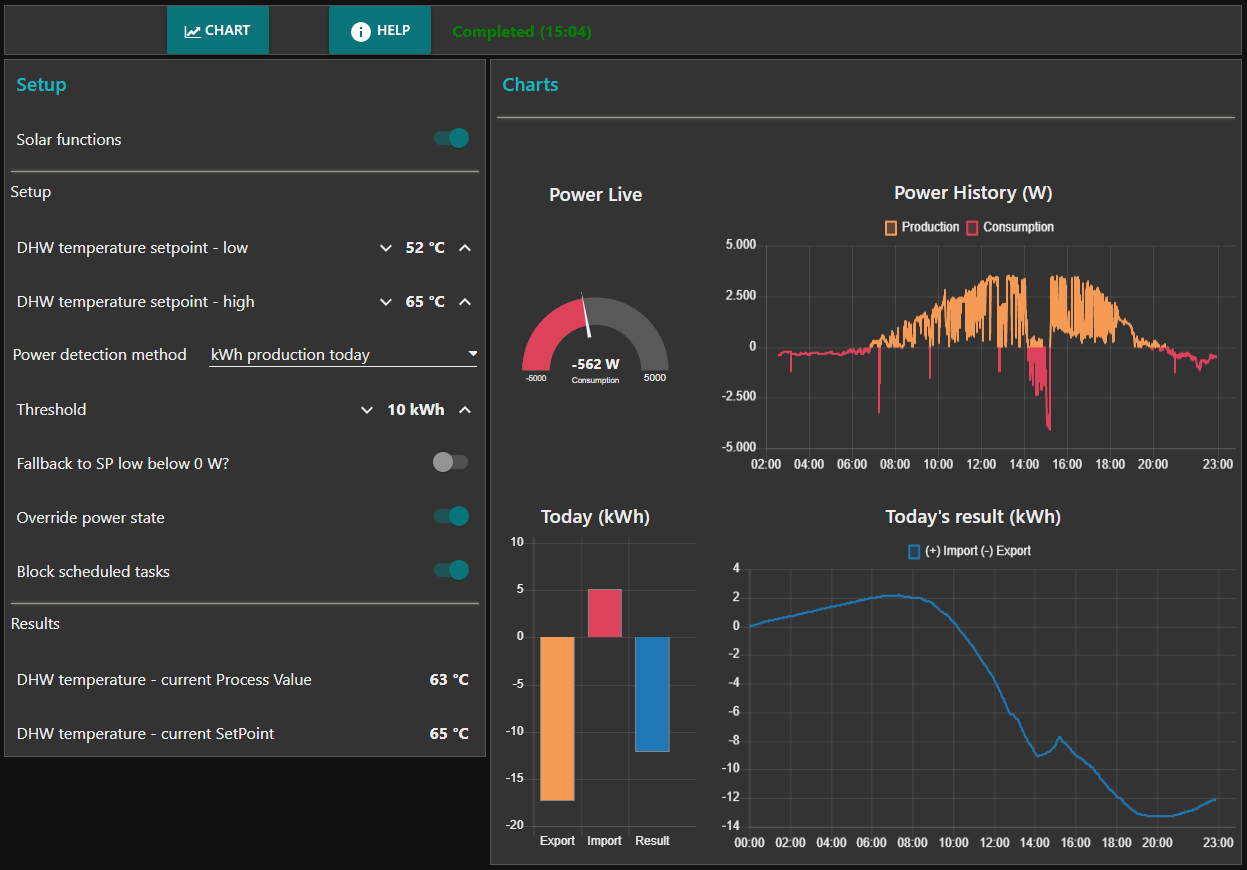 CHART
HELP
Completed (15:04)
Setup
Solar functions
Setup
DHW temperature setpoint - low
52 °C
DHW temperature setpoint - high
65 °C
Power detection method
kWh production today
Threshold
10 kWh
Fallback to SP low below 0 W?
Override power state
Block scheduled tasks
Results
DHW temperature - current Process Value
63 °C
DHW temperature - current SetPoint
65 °C
Charts
Power Live
-562 W
Consumption
-5000
5000
Power History (W)
Production
Consumption
5.000
2.500
0
-2.500
-5.000
02:00 04:00 06:00 08:00 10:00 12:00 14:00 16:00 18:00 20:00 23:00
Today (kWh)
10
5
0
-5
-10
-15
-20
Export Import Result
Today's result (kWh)
(+) Import (-) Export
4
2
0
-2
-4
-6
-8
-10
-12
-14
00:00 02:00 04:00 06:00 08:00 10:00 12:00 14:00 16:00 18:00 20:00 23:00